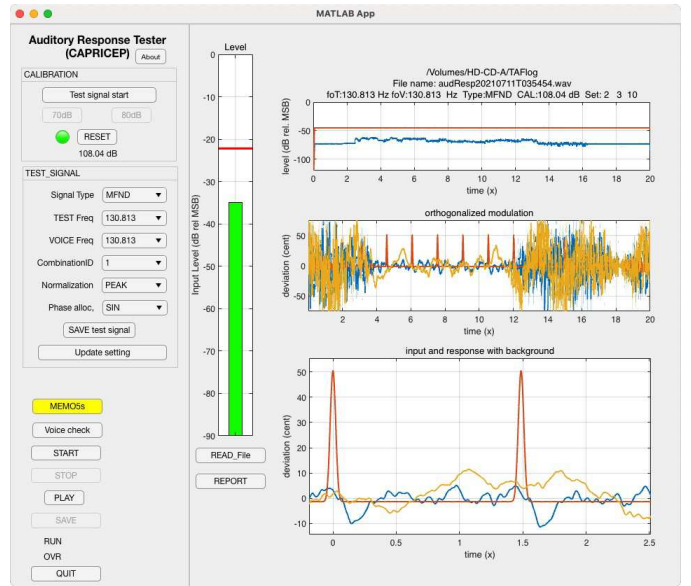 MATLAB App
Auditory Response Tester
(CAPRICEP)
About
CALIBRATION
Test signal start
70dB
80dB
RESET
108.04 dB
TEST_SIGNAL
Signal Type
MFND
TEST Freq
130.813
VOICE Freq
130.813
CombinationID
1
Normalization
PEAK
Phase alloc,
SIN
SAVE test signal
Update setting
MEMO5s
Voice check
START
STOP
PLAY
SAVE
RUN
OVR
QUIT
Level
0
-10
-20
-30
-40
-50
-60
-70
-80
-90
Input Level (dB rel MSB)
READ_File
REPORT
/Volumes/HD-CD-A/TAFlog
File name: audResp20210711T035454.wav
foT:130.813 Hz foV:130.813 Hz Type:MFND CAL:108.04 dB Set: 2 3 10
0
-50
-100
level (dB rel. MSB)
0 2 4 6 8 10 12 14 16 18 20
time (x)
orthogonalized modulation
50
0
-50
deviation (cent)
2 4 6 8 10 12 14 16 18 20
time (x)
input and response with background
50
40
30
20
10
0
-10
deviation (cent)
0 0.5 1 1.5 2 2.5
time (x)